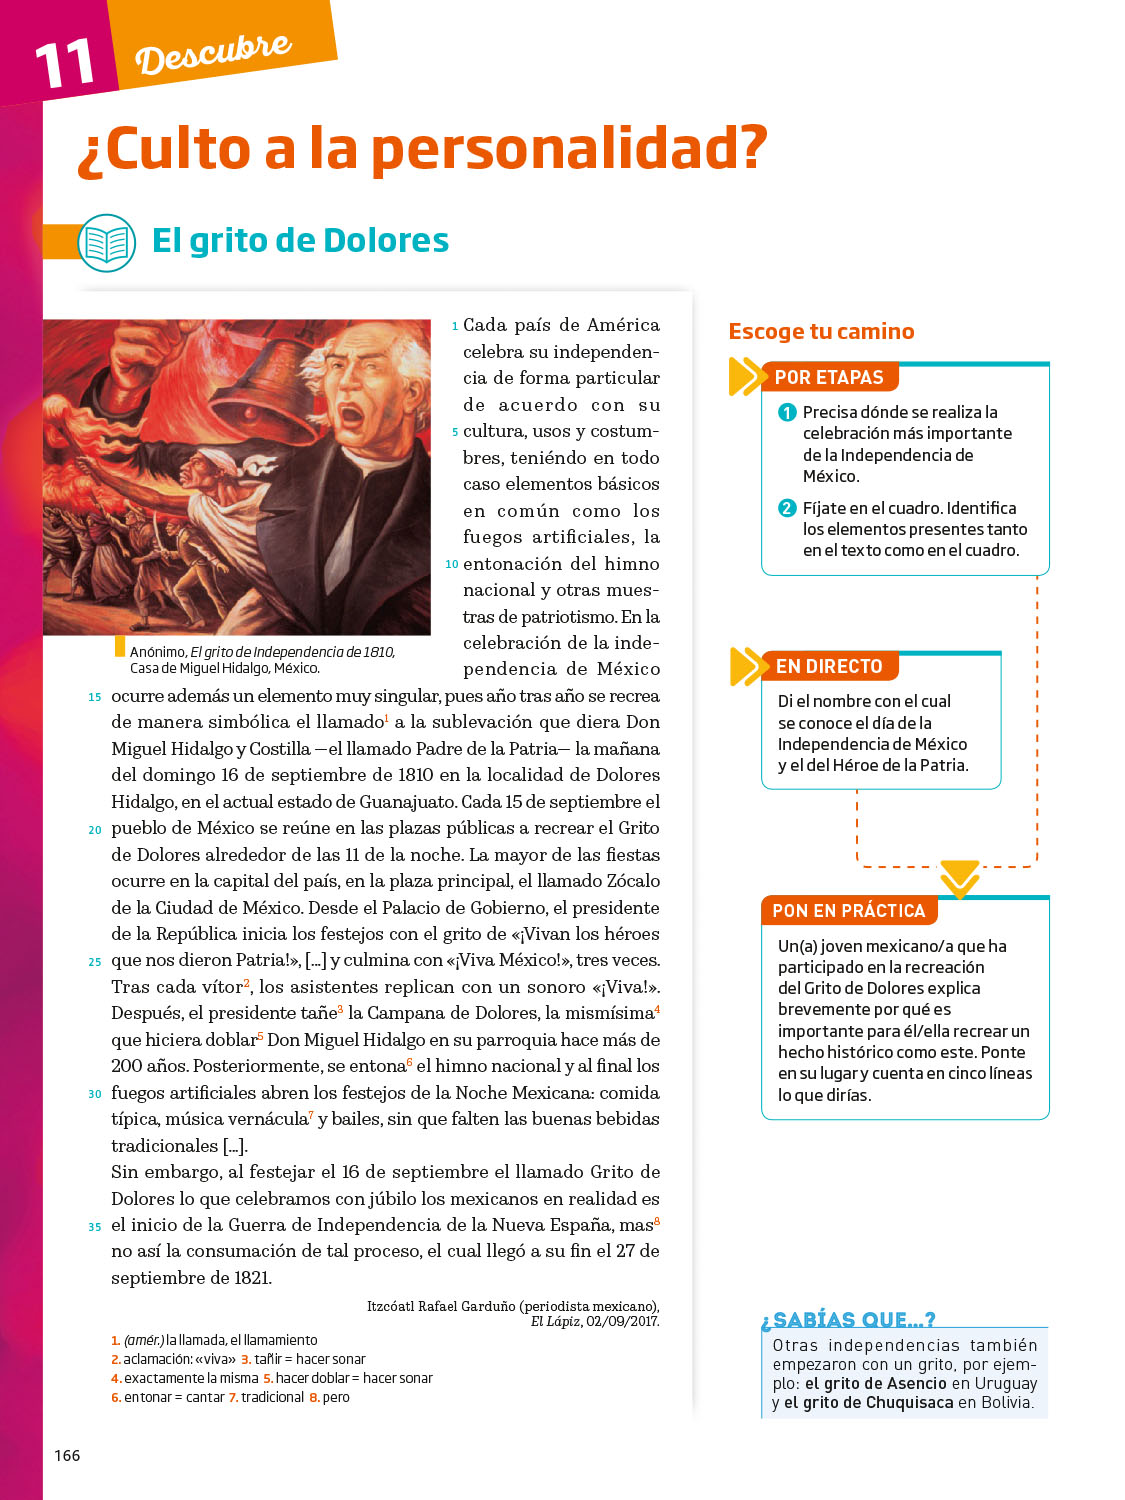 11 Descubre
¿Culto a la personalidad?
El grito de Dolores
1 Cada país de América
celebra su independen-
cia de forma particular
de acuerdo con su
5 cultura, usos y costum-
bres, teniéndo en todo
caso elementos básicos
en común como los
fuegos artificiales, la
10 entonación del himno
nacional y otras mues-
tras de patriotismo. En la
celebración de la inde-
pendencia de México
15 ocurre además un elemento muy singular, pues año tras año se recrea
de manera simbólica el llamado1 a la sublevación que diera Don
Miguel Hidalgo y Costilla —el llamado Padre de la Patria— la mañana
del domingo 16 de septiembre de 1810 en la localidad de Dolores
Hidalgo, en el actual estado de Guanajuato. Cada 15 de septiembre el
20 pueblo de México se reúne en las plazas públicas a recrear el Grito
de Dolores alrededor de las 11 de la noche. La mayor de las fiestas
ocurre en la capital del país, en la plaza principal, el llamado Zócalo
de la Ciudad de México. Desde el Palacio de Gobierno, el presidente
de la República inicia los festejos con el grito de «¡Vivan los héroes
25 que nos dieron Patria!», [...] y culmina con «¡Viva México!», tres veces.
Tras cada vítor2, los asistentes replican con un sonoro «¡Viva!».
Después, el presidente tañe3 la Campana de Dolores, la mismísima4
que hiciera doblar5 Don Miguel Hidalgo en su parroquia hace más de
200 años. Posteriormente, se entona6 el himno nacional y al final los
30 fuegos artificiales abren los festejos de la Noche Mexicana: comida
típica, música vernácula7 y bailes, sin que falten las buenas bebidas
tradicionales [...].
Sin embargo, al festejar el 16 de septiembre el llamado Grito de
Dolores lo que celebramos con júbilo los mexicanos en realidad es
35 el inicio de la Guerra de Independencia de la Nueva España, mas8
no así la consumación de tal proceso, el cual llegó a su fin el 27 de
septiembre de 1821.
Itzcóatl Rafael Garduño (periodista mexicano),
El Lápiz, 02/09/2017.
Anónimo, El grito de Independencia de 1810,
Casa de Miguel Hidalgo, México.
1. (amér.) la llamada, el llamamiento
2. aclamación: «viva» 3. tañir = hacer sonar
4. exactamente la misma 5. hacer doblar = hacer sonar
6. entonar = cantar 7. tradicional 8. pero
Escoge tu camino
POR ETAPAS
1 Precisa dónde se realiza la
celebración más importante
de la Independencia de
México.
2 Fíjate en el cuadro. Identifica
los elementos presentes tanto
en el texto como en el cuadro.
EN DIRECTO
Di el nombre con el cual
se conoce el día de la
Independencia de México
y el del Héroe de la Patria.
PON EN PRÁCTICA
Un(a) joven mexicano/a que ha
participado en la recreación
del Grito de Dolores explica
brevemente por qué es
importante para él/ella recrear un
hecho histórico como este. Ponte
en su lugar y cuenta en cinco líneas
lo que dirías.
¿SABÍAS QUE...?
Otras independencias también
empezaron con un grito, por ejem-
plo: el grito de Asencio en Uruguay
y el grito de Chuquisaca en Bolivia.
166